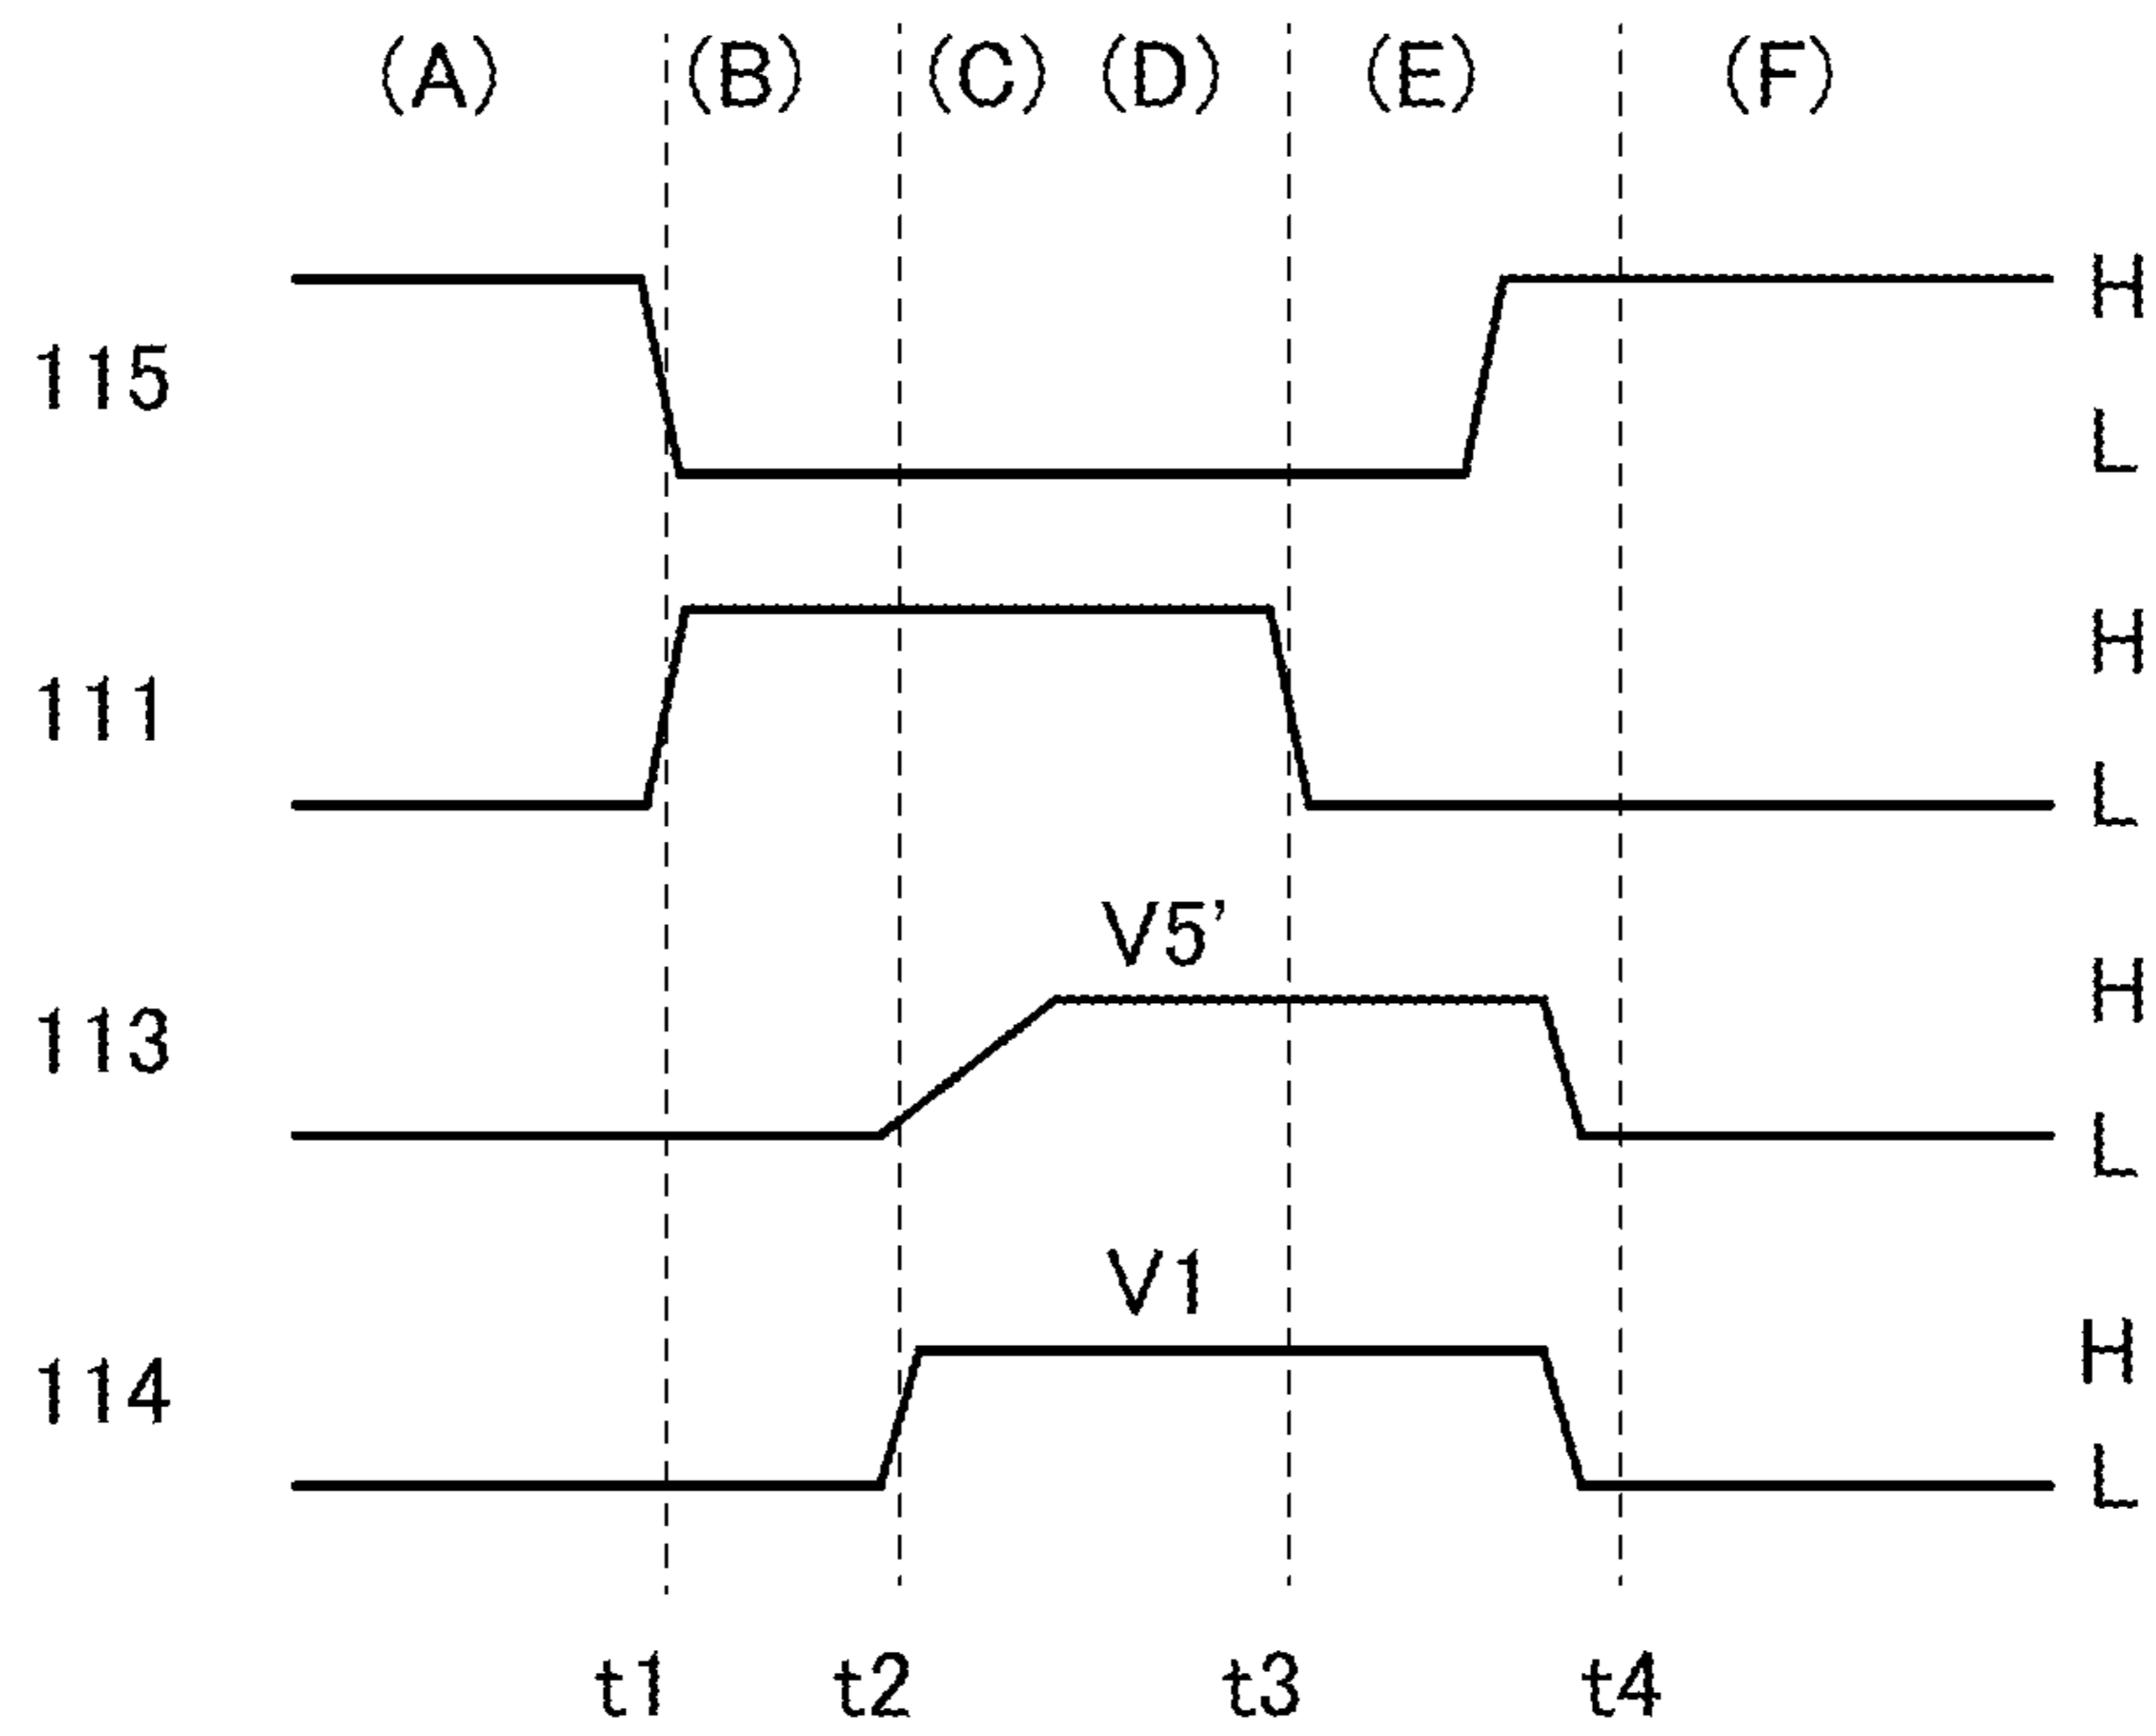 (A) (B) (C) (D) (E) (F)
H
115
L
H
111
L
V5’
H
113
L
V1
H
114
L
t1 t2 t3 t4